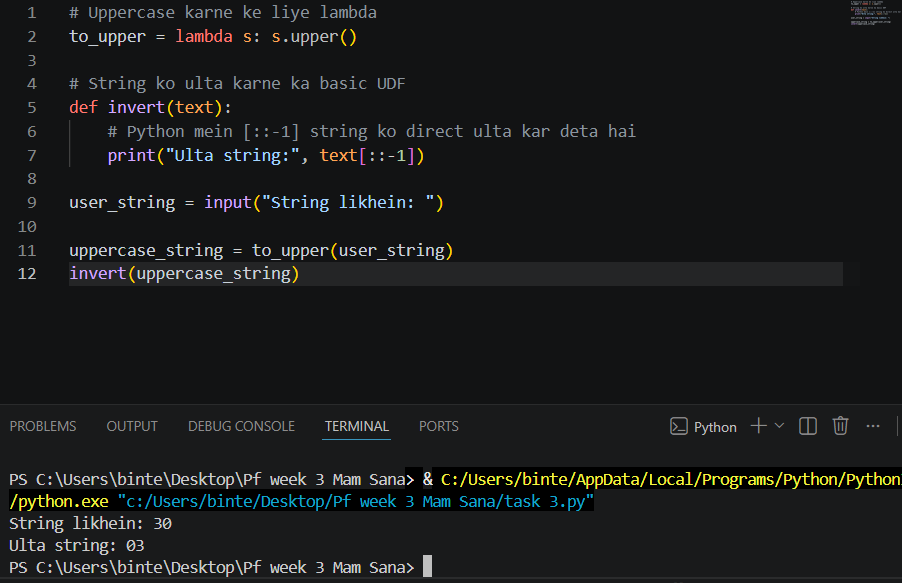 1 # Uppercase karne ke liye lambda
2 to_upper = lambda s: s.upper()
3
4 # String ko ulta karne ka basic UDF
5 def invert(text):
6     # Python mein [::-1] string ko direct ulta kar deta hai
7     print("Ulta string:", text[::-1])
8
9 user_string = input("String likhein: ")
10
11 uppercase_string = to_upper(user_string)
12 invert(uppercase_string)
PROBLEMS OUTPUT DEBUG CONSOLE TERMINAL PORTS Python
PS C:\Users\binte\Desktop\Pf week 3 Mam Sana> & C:/Users/binte/AppData/Local/Programs/Python/Python
/python.exe "c:/Users/binte/Desktop/Pf week 3 Mam Sana/task 3.py"
String likhein: 30
Ulta string: 03
PS C:\Users\binte\Desktop\Pf week 3 Mam Sana>